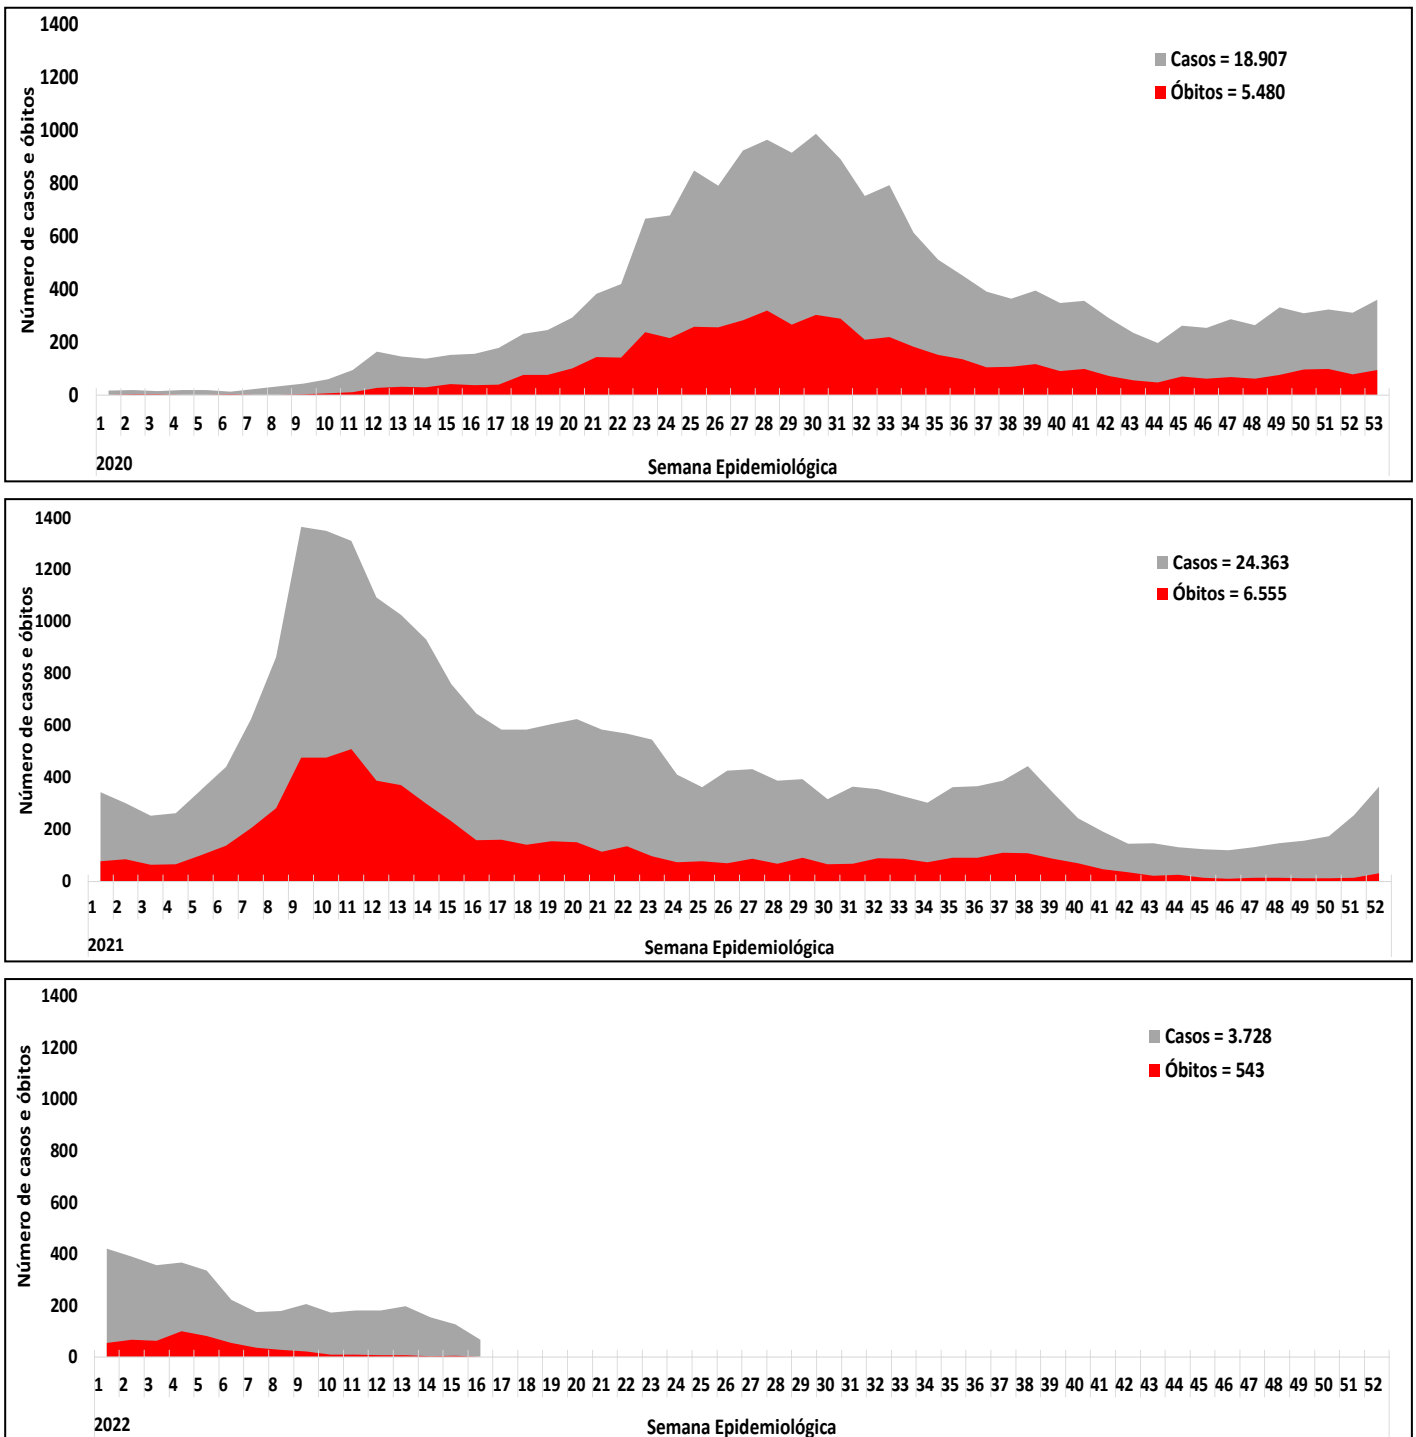 1400
1200
1000
800
600
400
200
0
Número de casos e óbitos
Casos = 18.907
Óbitos = 5.480
1 2 3 4 5 6 7 8 9 10 11 12 13 14 15 16 17 18 19 20 21 22 23 24 25 26 27 28 29 30 31 32 33 34 35 36 37 38 39 40 41 42 43 44 45 46 47 48 49 50 51 52 53
2020
Semana Epidemiológica
1400
1200
1000
800
600
400
200
0
Número de casos e óbitos
Casos = 24.363
Óbitos = 6.555
1 2 3 4 5 6 7 8 9 10 11 12 13 14 15 16 17 18 19 20 21 22 23 24 25 26 27 28 29 30 31 32 33 34 35 36 37 38 39 40 41 42 43 44 45 46 47 48 49 50 51 52
2021
Semana Epidemiológica
1400
1200
1000
800
600
400
200
0
Número de casos e óbitos
Casos = 3.728
Óbitos = 543
1 2 3 4 5 6 7 8 9 10 11 12 13 14 15 16 17 18 19 20 21 22 23 24 25 26 27 28 29 30 31 32 33 34 35 36 37 38 39 40 41 42 43 44 45 46 47 48 49 50 51 52
2022
Semana Epidemiológica